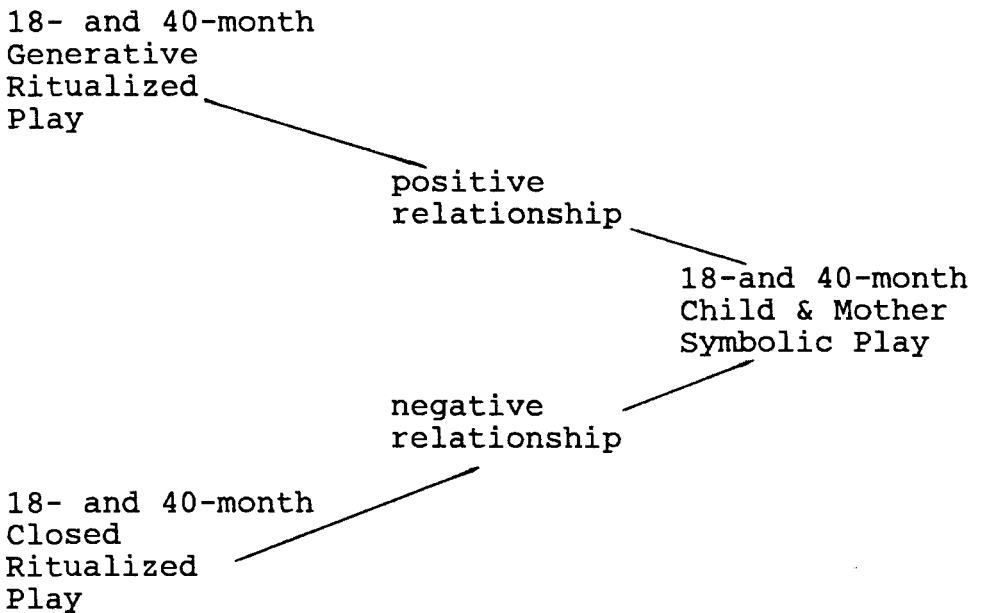 18- and 40-month
Generative
Ritualized
Play
positive
relationship
18-and 40-month
Child & Mother
Symbolic Play
negative
relationship
18- and 40-month
Closed
Ritualized
Play